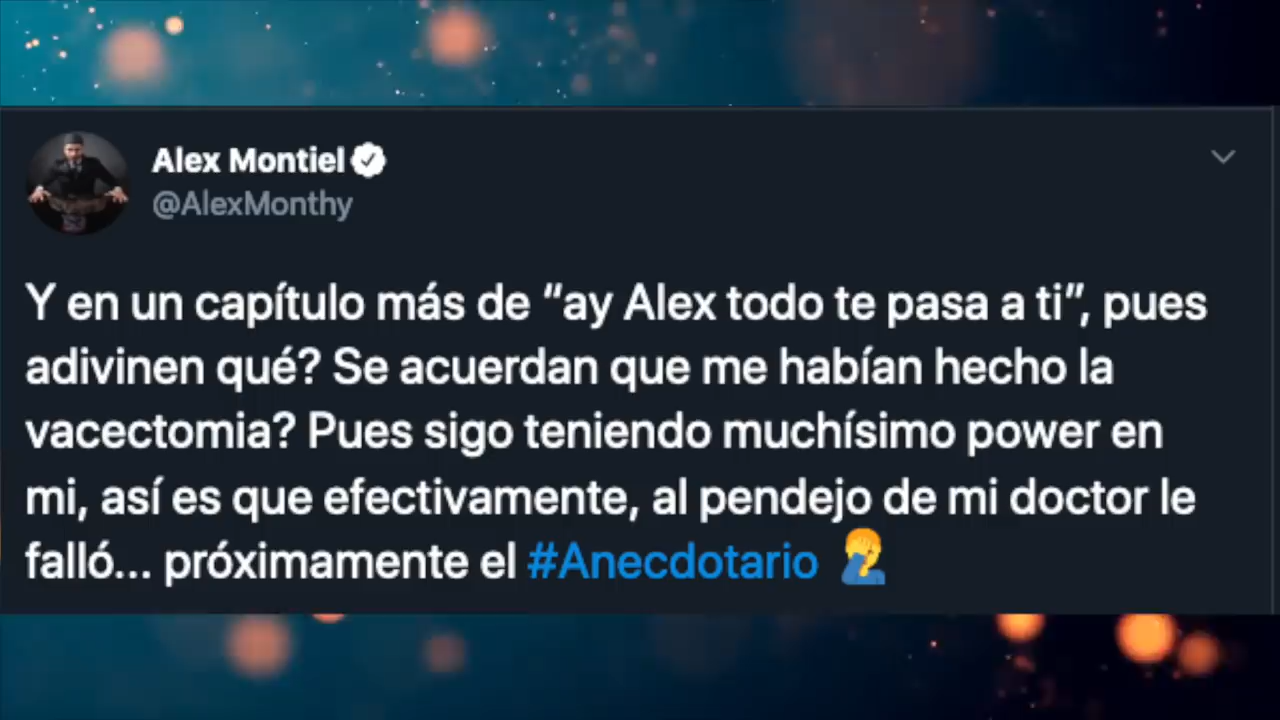 Alex Montiel
@AlexMonthy
Y en un capítulo más de “ay Alex todo te pasa a ti”, pues
adivinen qué? Se acuerdan que me habían hecho la
vacectomia? Pues sigo teniendo muchísimo power en
mi, así es que efectivamente, al pendejo de mi doctor le
falló... próximamente el #Anecdotario 🤦‍♂️